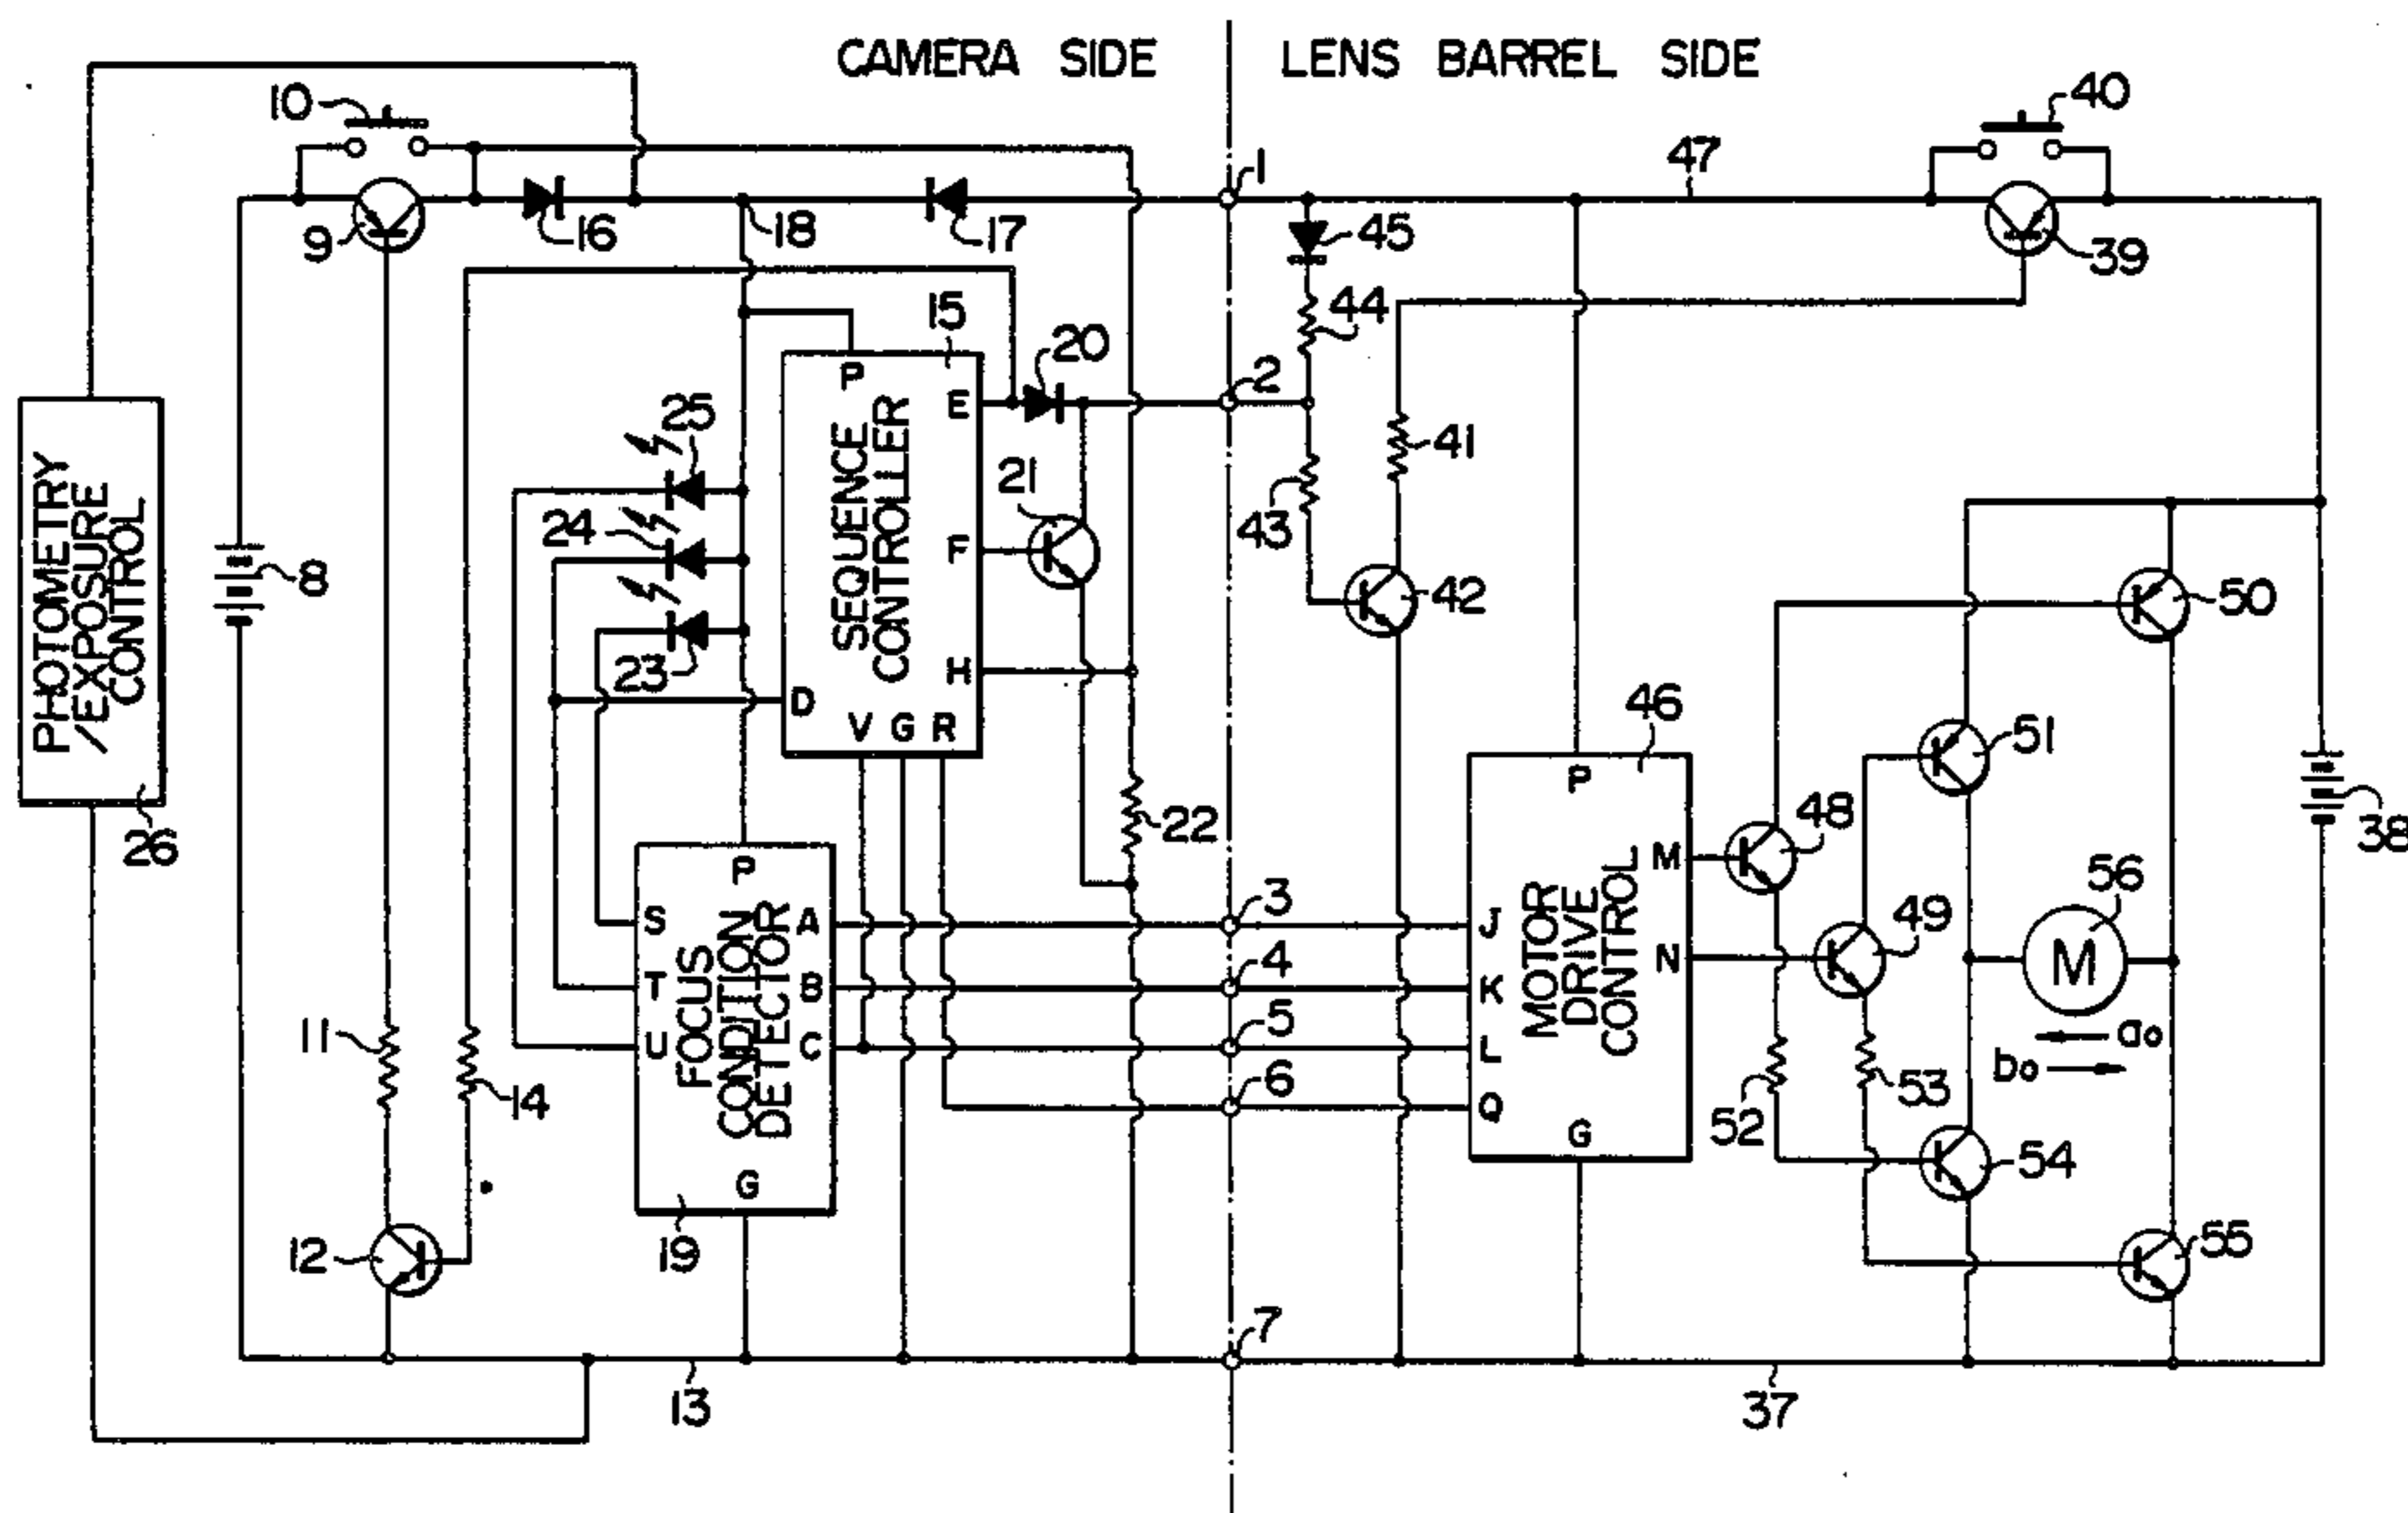 CAMERA SIDE
LENS BARREL SIDE
10
40
1
47
9
16
18
17
45
39
15
44
P
20
2
E
25
SEQUENCE
CONTROLLER
41
21
24
43
F
8
42
50
PHOTOMETRY
/EXPOSURE
CONTROL
23
H
D
V G R
46
51
P
26
22
48
38
P
M
56
3
S
A
J
49
FOCUS
CONDITION
DETECTOR
MOTOR
DRIVE
CONTROL
N
M
4
T
B
K
11
5
U
C
L
ao
bo
6
14
Q
52
53
G
G
54
12
19
55
7
13
37